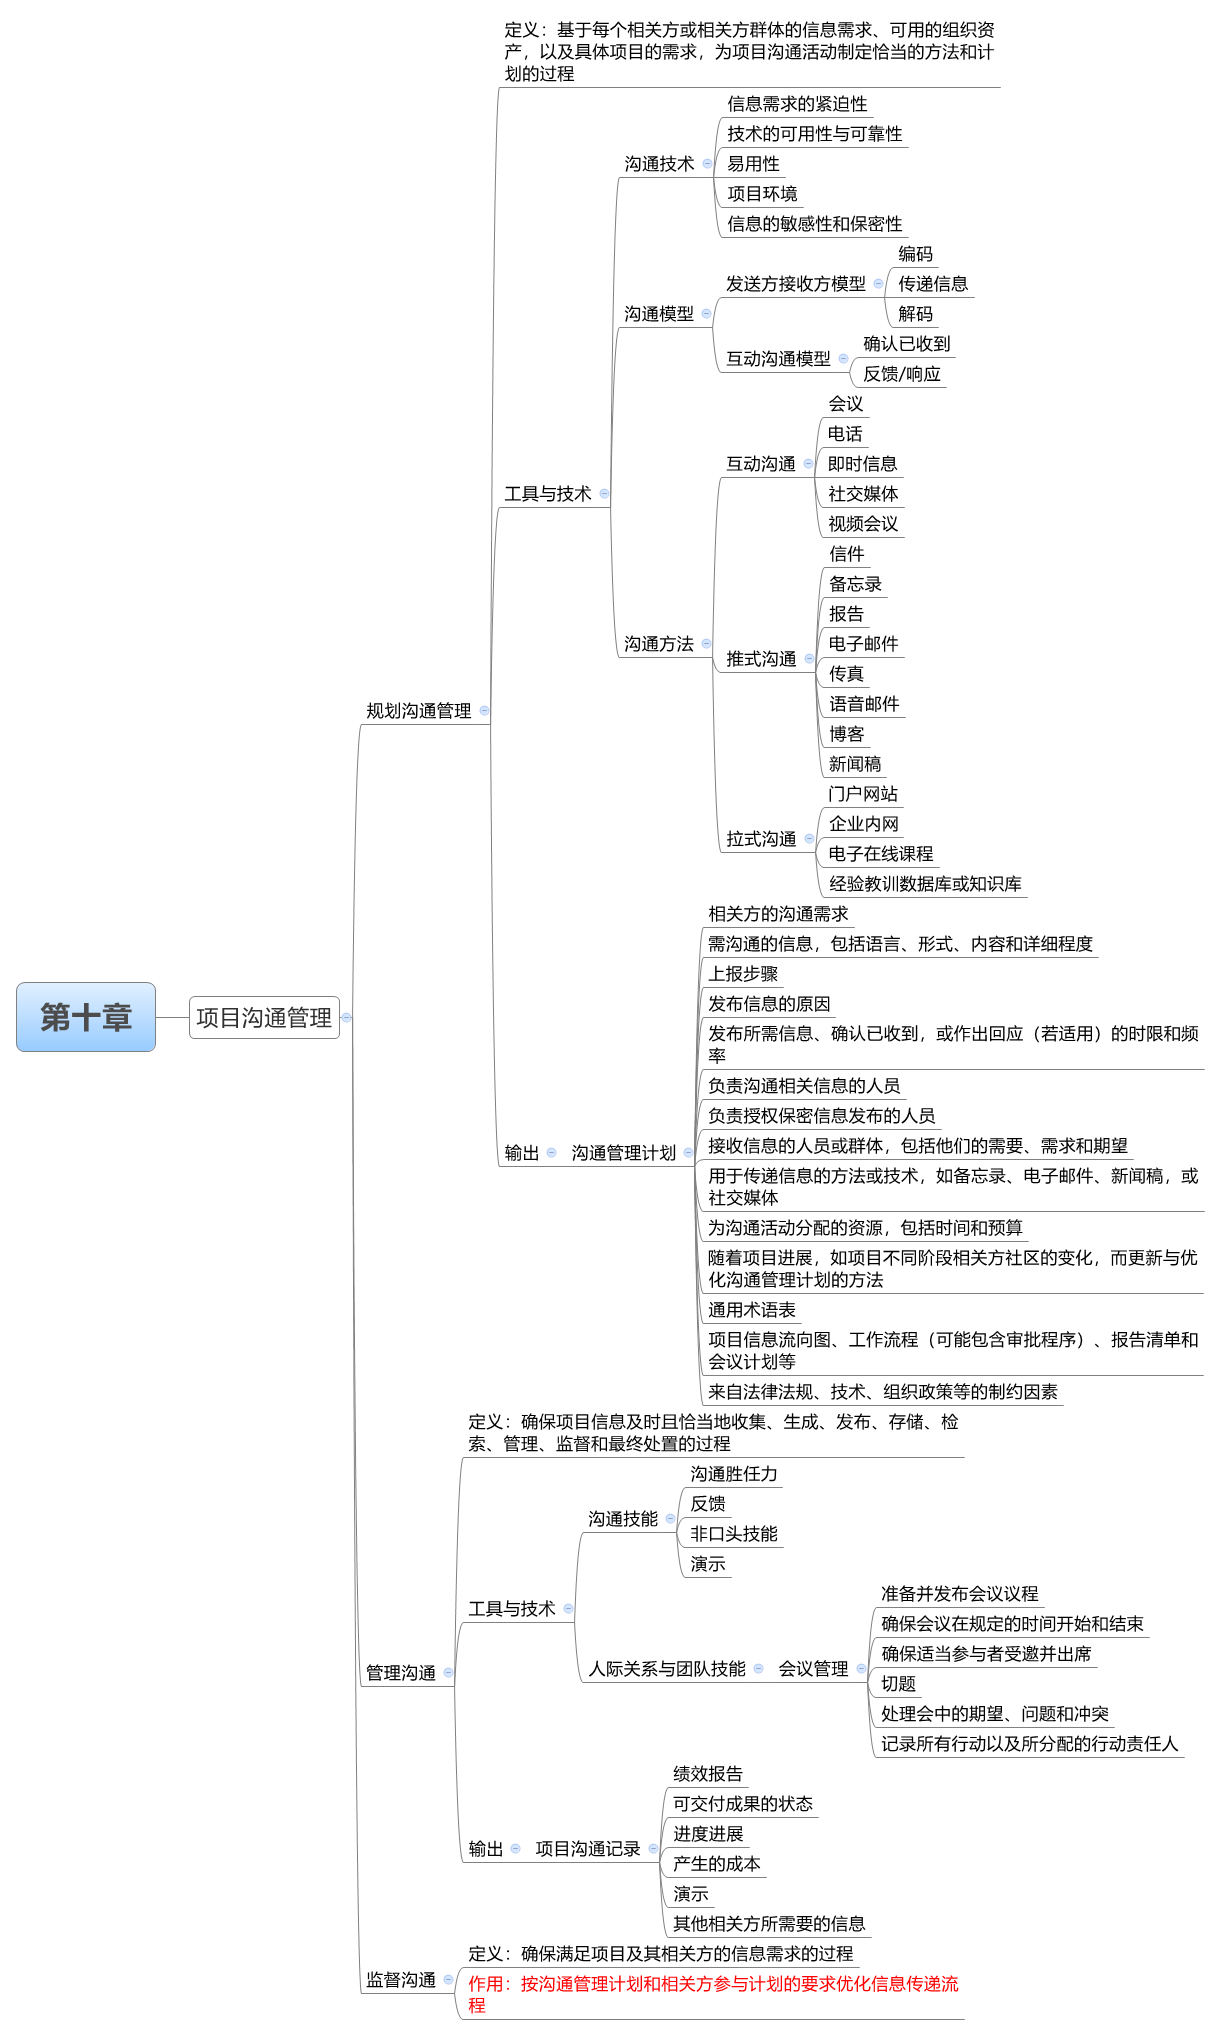 第十章
项目沟通管理
规划沟通管理
定义：基于每个相关方或相关方群体的信息需求、可用的组织资
产，以及具体项目的需求，为项目沟通活动制定恰当的方法和计
划的过程
工具与技术
沟通技术
信息需求的紧迫性
技术的可用性与可靠性
易用性
项目环境
信息的敏感性和保密性
沟通模型
发送方接收方模型
编码
传递信息
解码
互动沟通模型
确认已收到
反馈/响应
沟通方法
互动沟通
会议
电话
即时信息
社交媒体
视频会议
推式沟通
信件
备忘录
报告
电子邮件
传真
语音邮件
博客
新闻稿
拉式沟通
门户网站
企业内网
电子在线课程
经验教训数据库或知识库
输出
沟通管理计划
相关方的沟通需求
需沟通的信息，包括语言、形式、内容和详细程度
上报步骤
发布信息的原因
发布所需信息、确认已收到，或作出回应（若适用）的时限和频
率
负责沟通相关信息的人员
负责授权保密信息发布的人员
接收信息的人员或群体，包括他们的需要、需求和期望
用于传递信息的方法或技术，如备忘录、电子邮件、新闻稿，或
社交媒体
为沟通活动分配的资源，包括时间和预算
随着项目进展，如项目不同阶段相关方社区的变化，而更新与优
化沟通管理计划的方法
通用术语表
项目信息流向图、工作流程（可能包含审批程序）、报告清单和
会议计划等
来自法律法规、技术、组织政策等的制约因素
管理沟通
定义：确保项目信息及时且恰当地收集、生成、发布、存储、检
索、管理、监督和最终处置的过程
工具与技术
沟通技能
沟通胜任力
反馈
非口头技能
演示
人际关系与团队技能
会议管理
准备并发布会议议程
确保会议在规定的时间开始和结束
确保适当参与者受邀并出席
切题
处理会中的期望、问题和冲突
记录所有行动以及所分配的行动责任人
输出
项目沟通记录
绩效报告
可交付成果的状态
进度进展
产生的成本
演示
其他相关方所需要的信息
监督沟通
定义：确保满足项目及其相关方的信息需求的过程
作用：按沟通管理计划和相关方参与计划的要求优化信息传递流
程